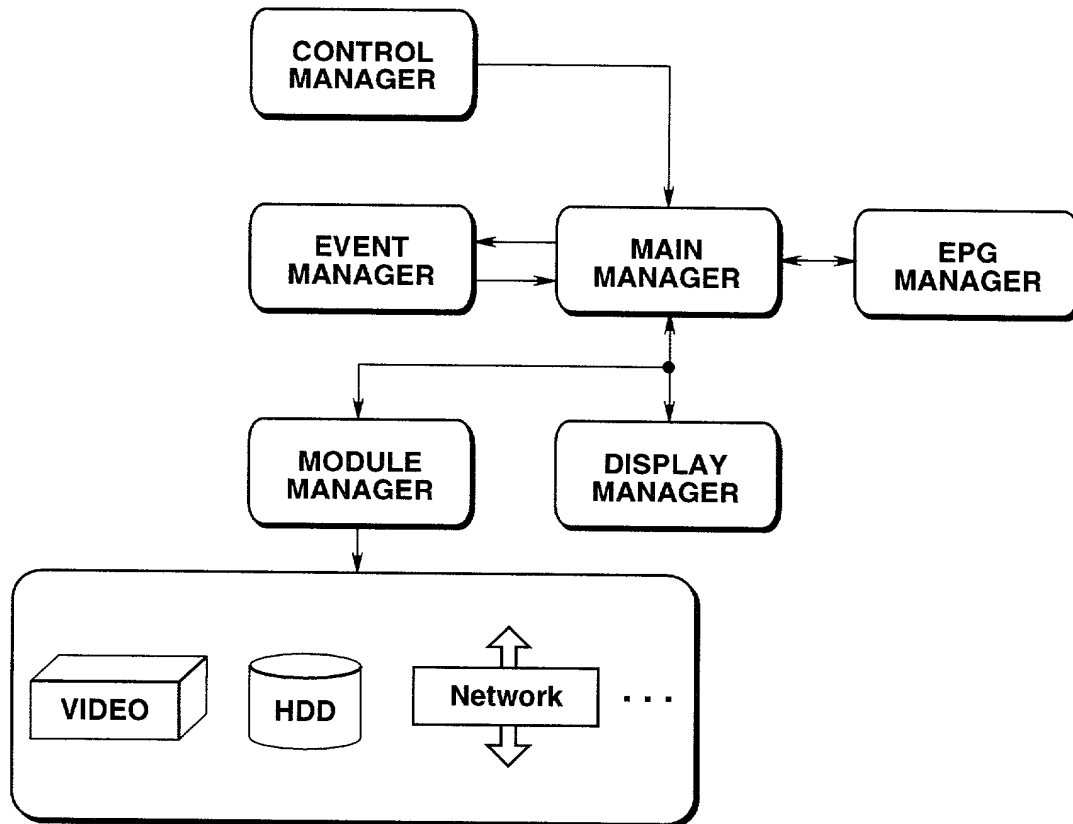 CONTROL
MANAGER
EVENT
MANAGER
MAIN
MANAGER
EPG
MANAGER
MODULE
MANAGER
DISPLAY
MANAGER
VIDEO
HDD
Network
. . .